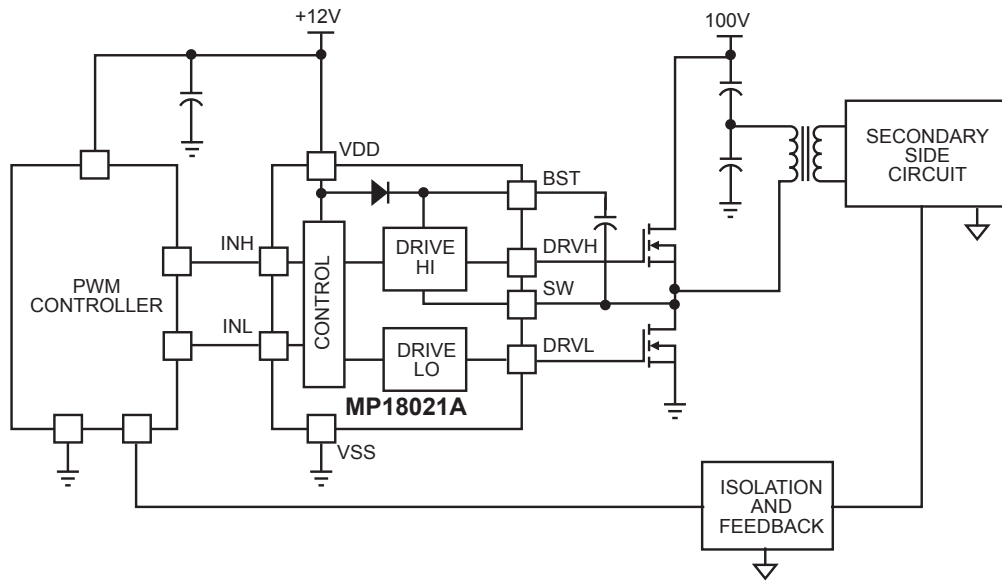 +12V
100V
VDD
BST
SECONDARY
SIDE
CIRCUIT
INH
DRIVE
HI
DRVH
PWM
CONTROLLER
CONTROL
SW
INL
DRIVE
LO
DRVL
MP18021A
VSS
ISOLATION
AND
FEEDBACK